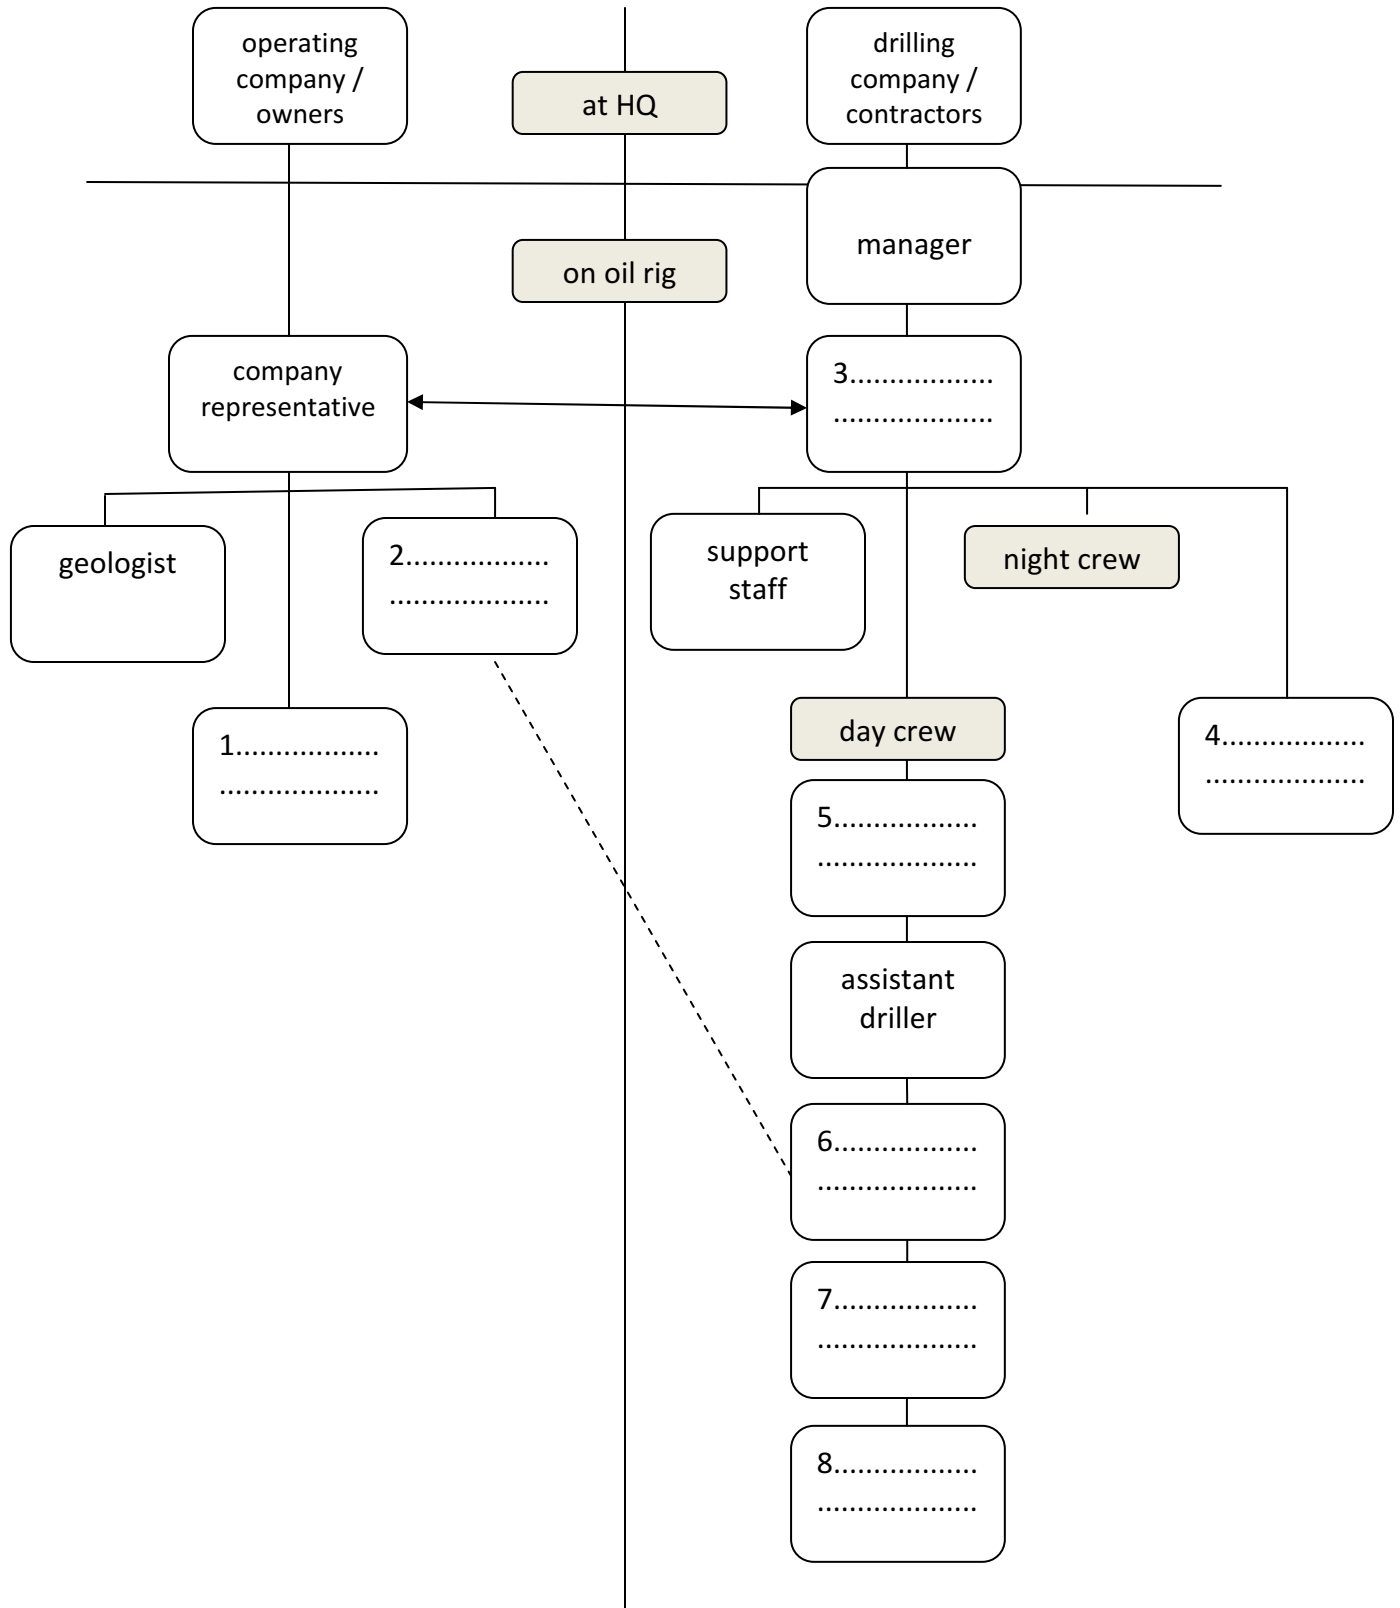 operating
company /
owners
at HQ
drilling
company /
contractors
manager
on oil rig
company
representative
3..................
....................
geologist
2..................
....................
support
staff
night crew
1..................
....................
day crew
4..................
....................
5..................
....................
assistant
driller
6..................
....................
7..................
....................
8..................
....................